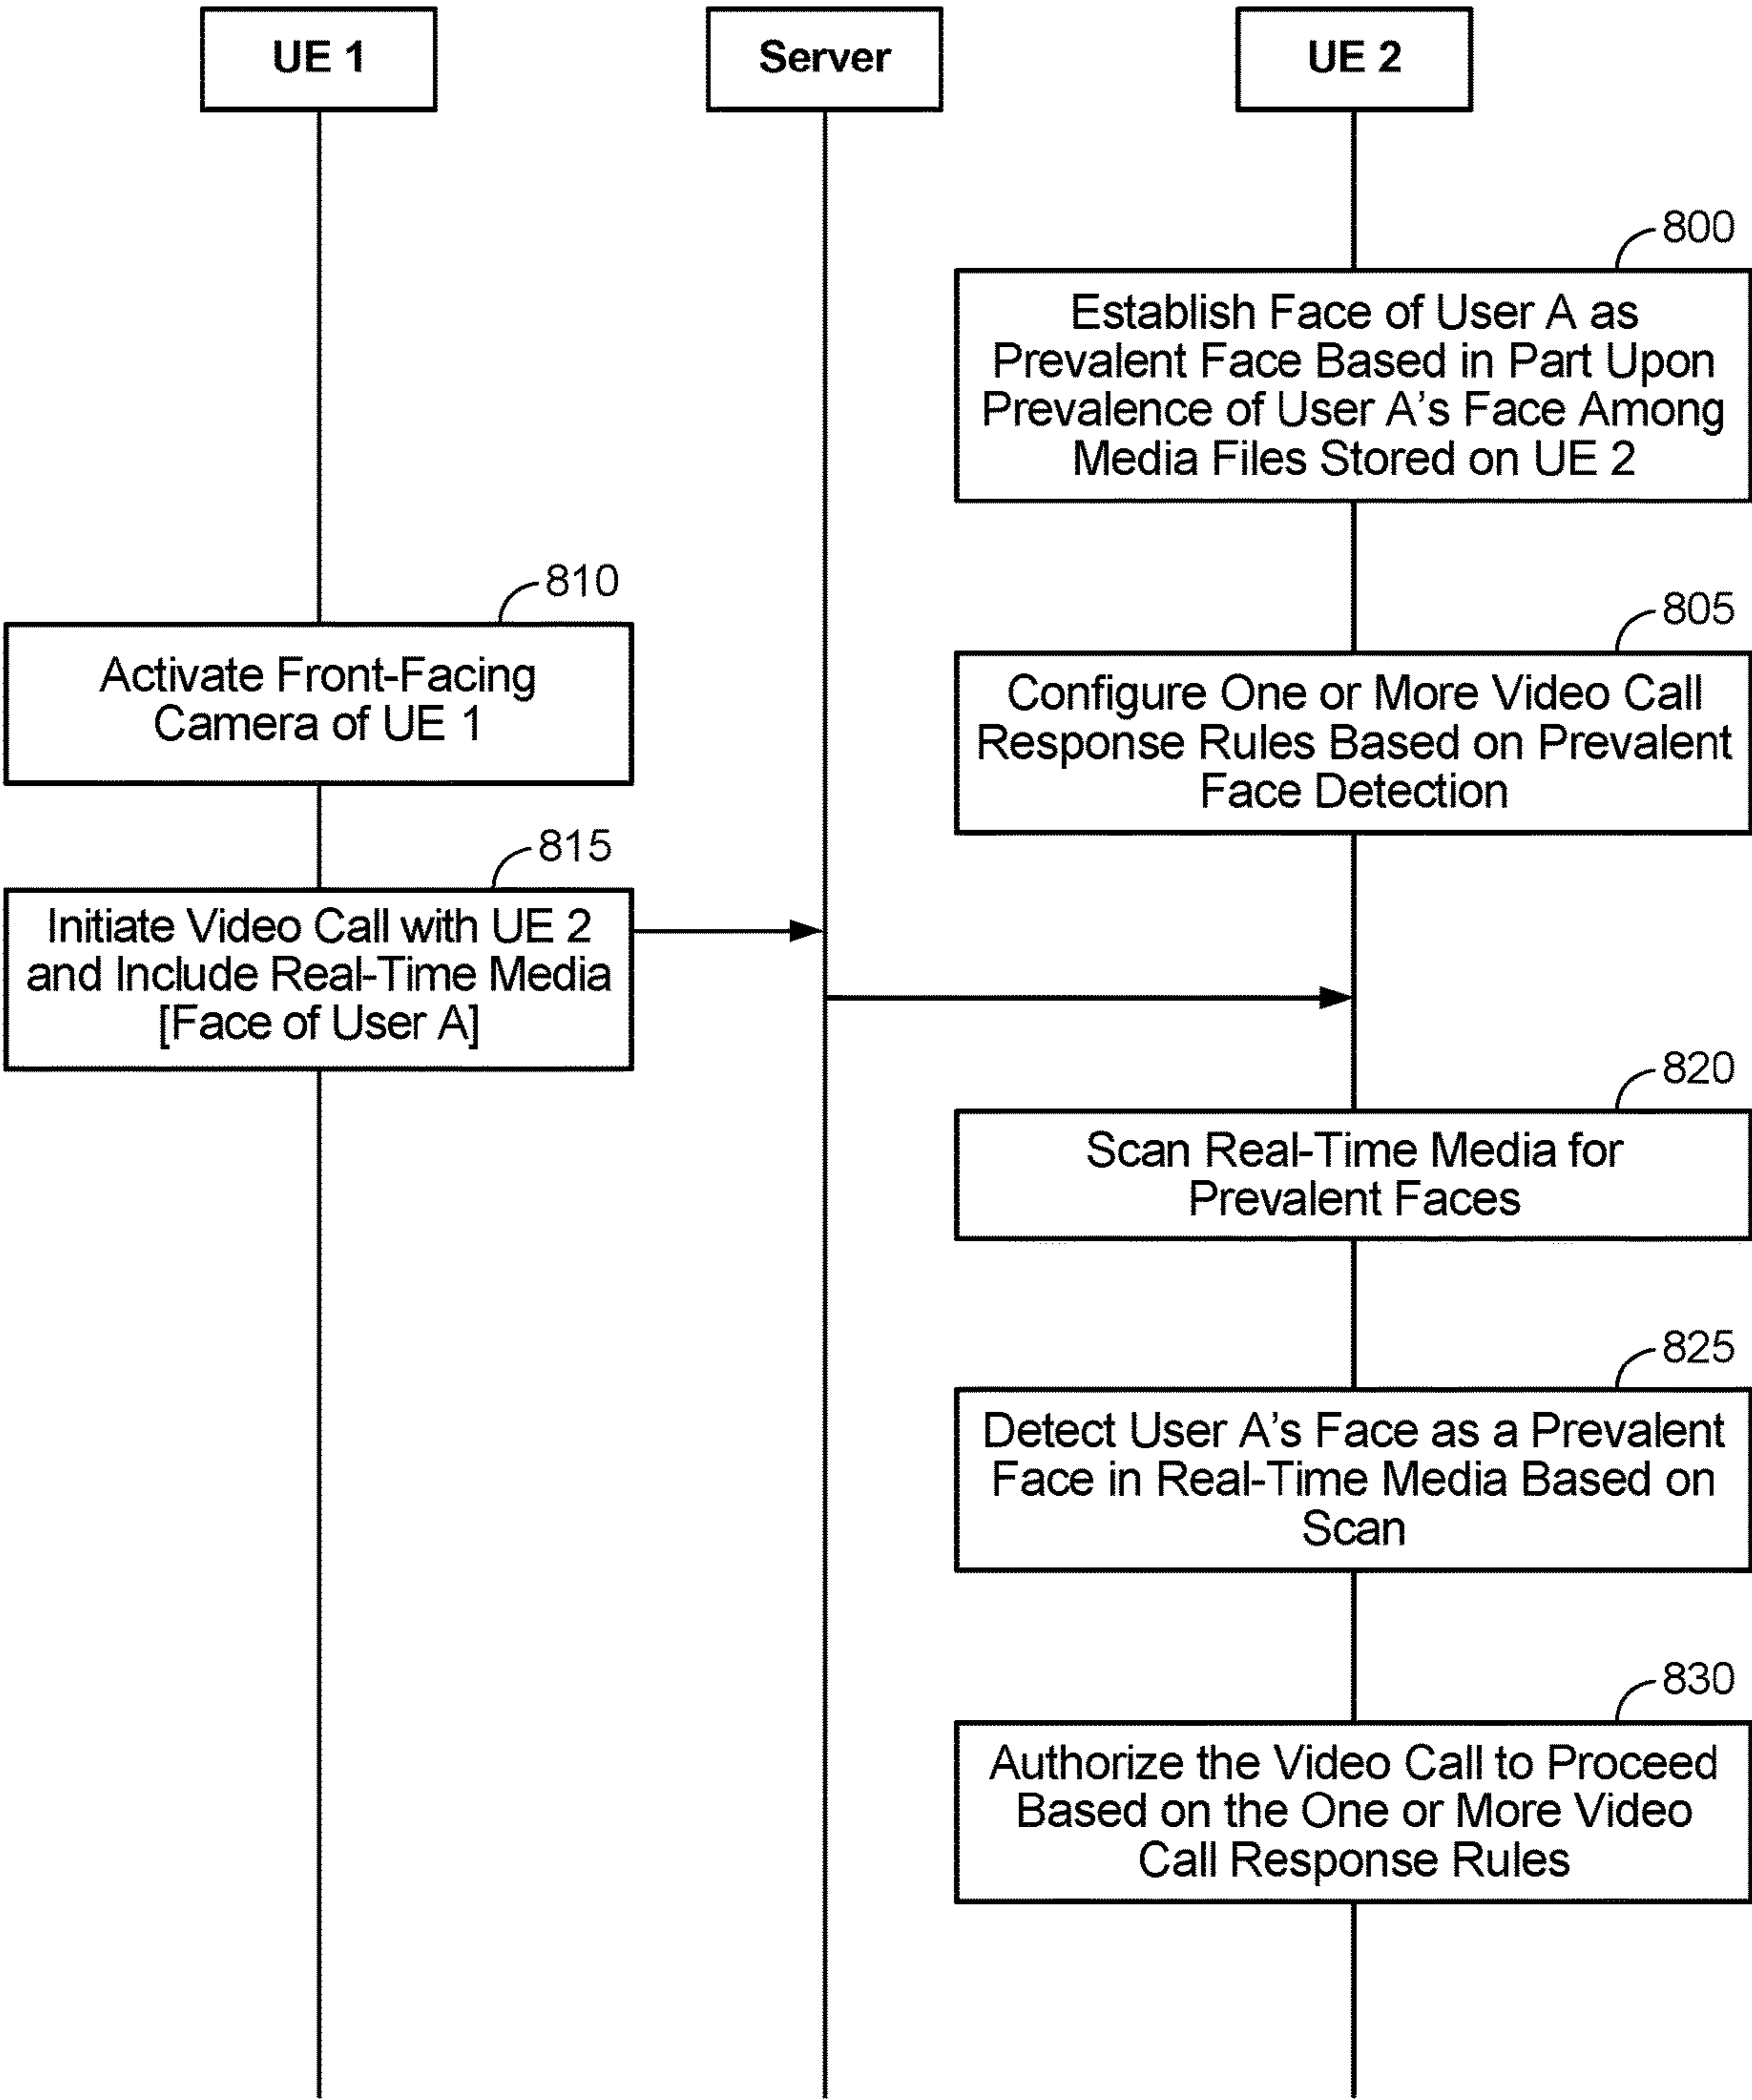 UE 1
Server
UE 2
800
Establish Face of User A as
Prevalent Face Based in Part Upon
Prevalence of User A's Face Among
Media Files Stored on UE 2
810
Activate Front-Facing
Camera of UE 1
805
Configure One or More Video Call
Response Rules Based on Prevalent
Face Detection
815
Initiate Video Call with UE 2
and Include Real-Time Media
[Face of User A]
820
Scan Real-Time Media for
Prevalent Faces
825
Detect User A's Face as a Prevalent
Face in Real-Time Media Based on
Scan
830
Authorize the Video Call to Proceed
Based on the One or More Video
Call Response Rules